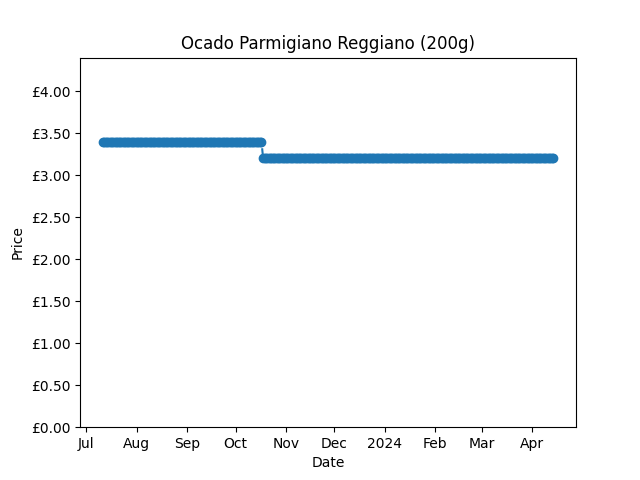 Ocado Parmigiano Reggiano (200g)
£4.00
£3.50
£3.00
£2.50
£2.00
£1.50
£1.00
£0.50
£0.00
Price
Jul Aug Sep Oct Nov Dec 2024 Feb Mar Apr
Date